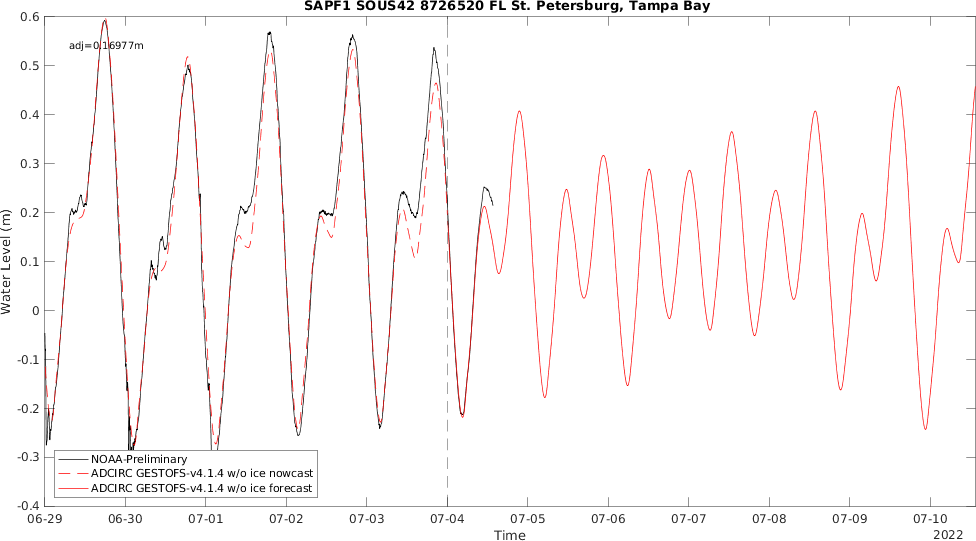 SAPF1 SOUS42 8726520 FL St. Petersburg, Tampa Bay
adj=0.16977m
0.6
0.5
0.4
0.3
0.2
0.1
0
-0.1
-0.2
-0.3
-0.4
Water Level (m)
NOAA-Preliminary
ADCIRC GESTOFS-v4.1.4 w/o ice nowcast
ADCIRC GESTOFS-v4.1.4 w/o ice forecast
06-29 06-30 07-01 07-02 07-03 07-04 07-05 07-06 07-07 07-08 07-09 07-10
Time
2022